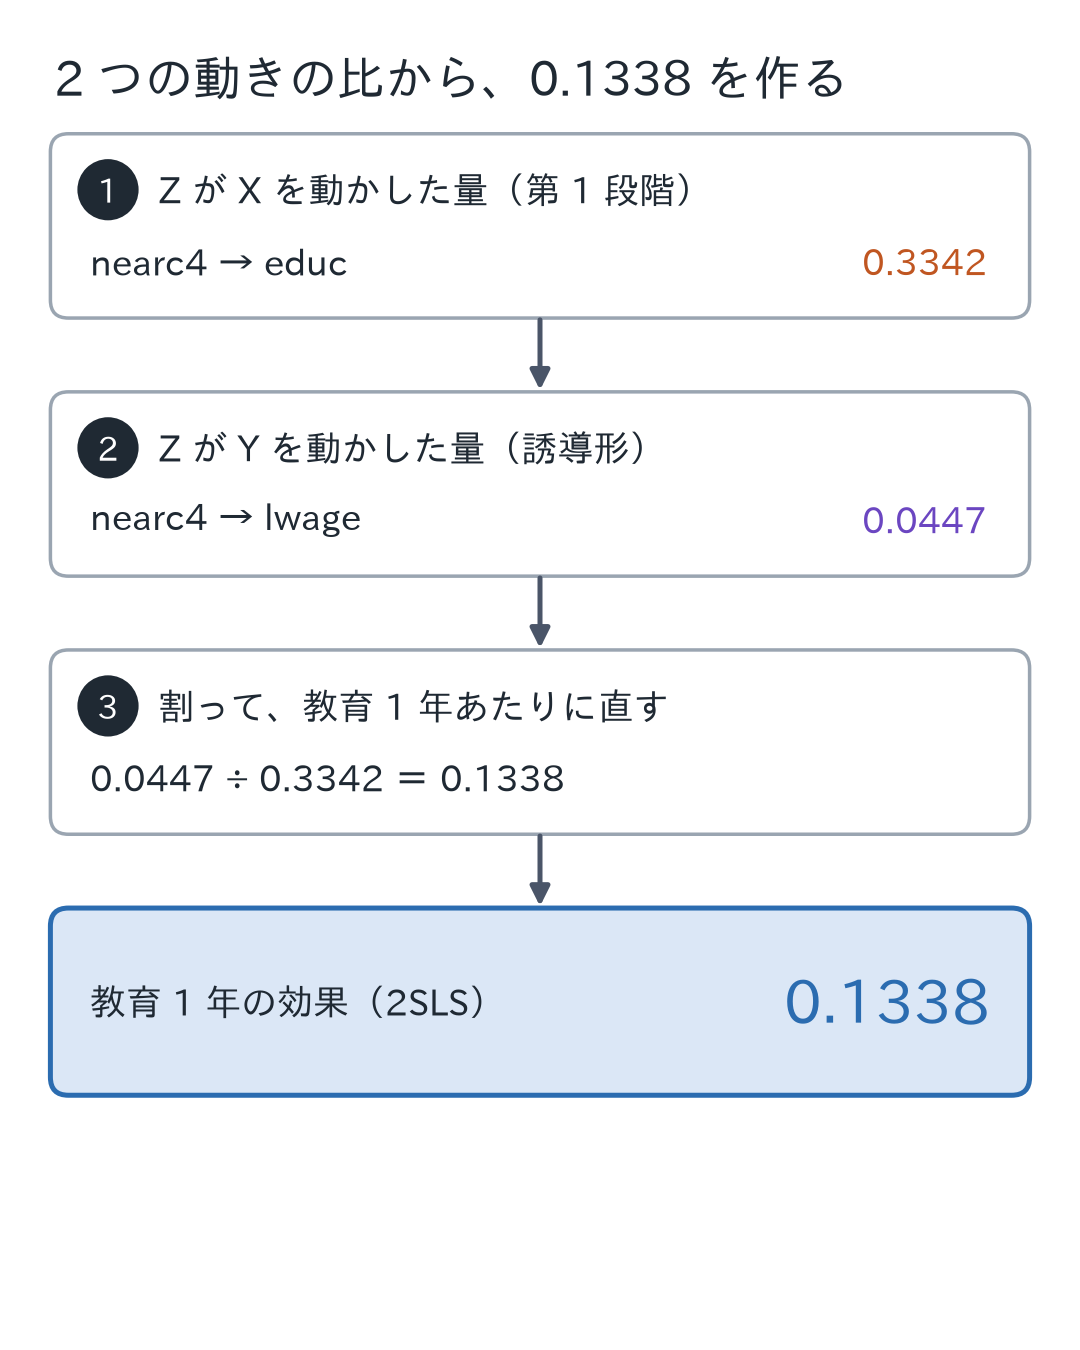 2 つの動きの比から、0.1338 を作る
1 Z が X を動かした量（第 1 段階）
nearc4 → educ 0.3342
2 Z が Y を動かした量（誘導形）
nearc4 → lwage 0.0447
3 割って、教育 1 年あたりに直す
0.0447 ÷ 0.3342 ＝ 0.1338
教育 1 年の効果（2SLS） 0.1338